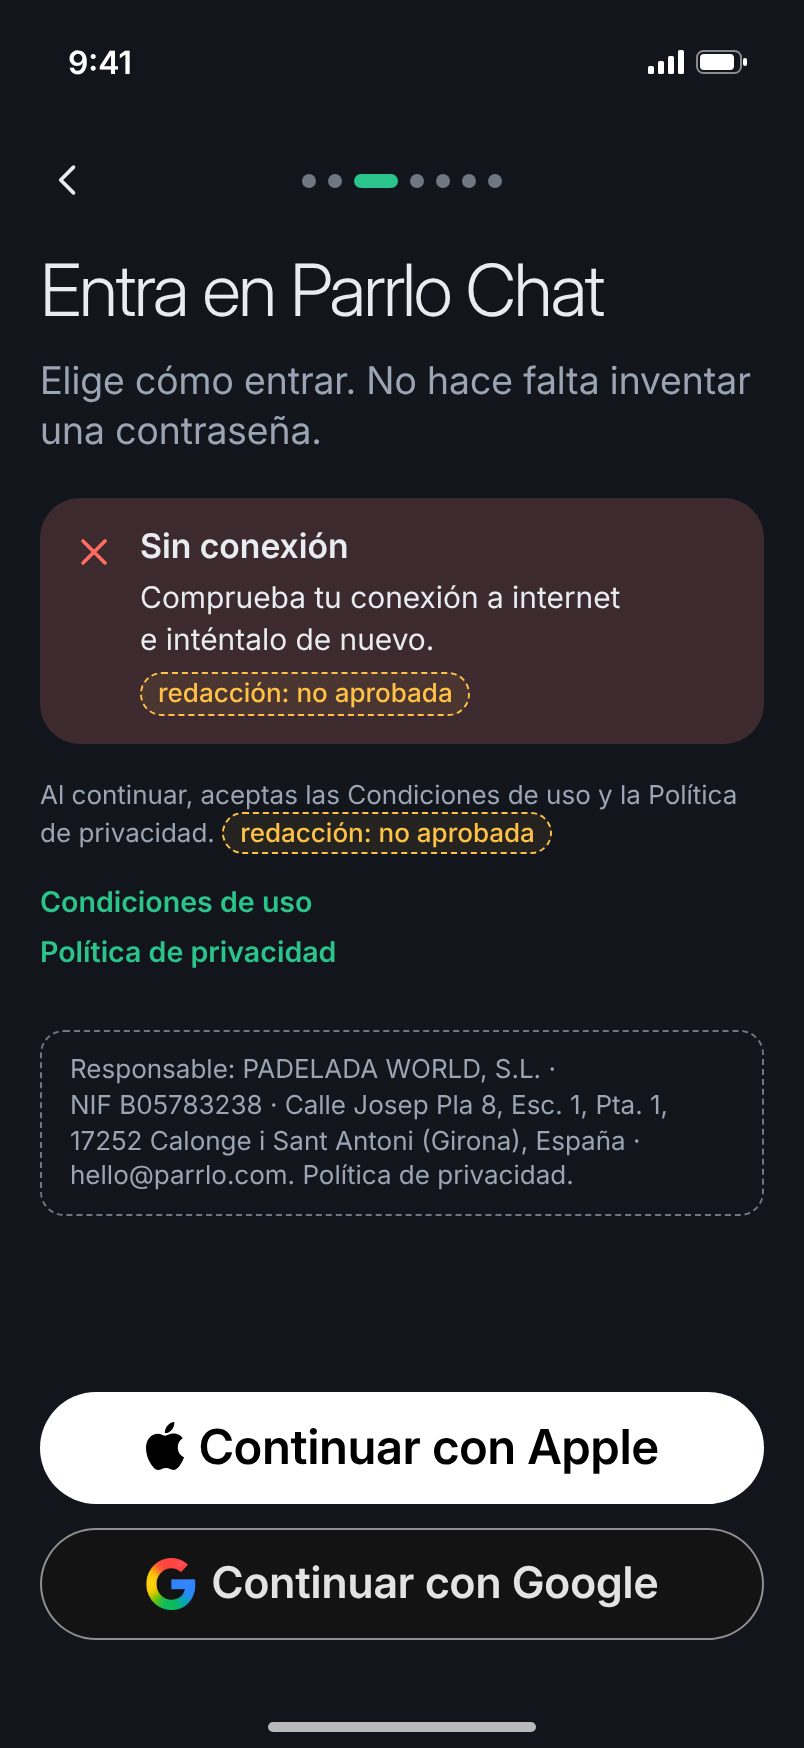 9:41
Entra en Parrlo Chat
Elige cómo entrar. No hace falta inventar
una contraseña.
Sin conexión
Comprueba tu conexión a internet
e inténtalo de nuevo.
redacción: no aprobada
Al continuar, aceptas las Condiciones de uso y la Política
de privacidad. redacción: no aprobada
Condiciones de uso
Política de privacidad
Responsable: PADELADA WORLD, S.L. ·
NIF B05783238 · Calle Josep Pla 8, Esc. 1, Pta. 1,
17252 Calonge i Sant Antoni (Girona), España ·
hello@parrlo.com. Política de privacidad.
Continuar con Apple
Continuar con Google